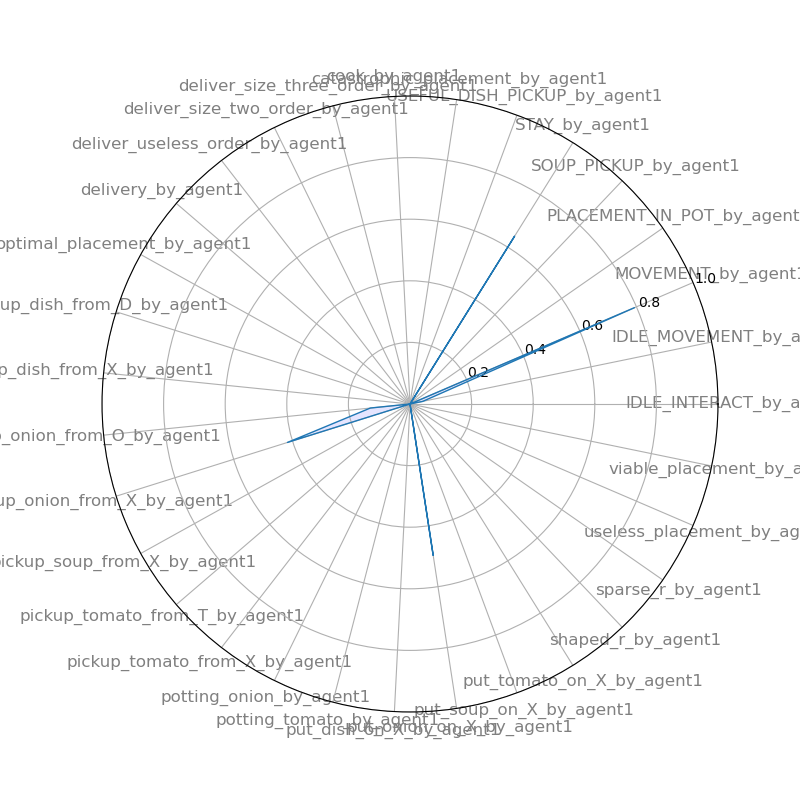 cook_by_agent1
catastrophic_placement_by_agent1
deliver_size_three_order_by_agent1
USEFUL_DISH_PICKUP_by_agent1
deliver_size_two_order_by_agent1
STAY_by_agent1
deliver_useless_order_by_agent1
SOUP_PICKUP_by_agent1
delivery_by_agent1
PLACEMENT_IN_POT_by_agent
optimal_placement_by_agent1
MOVEMENT_by_agent1
1.0
up_dish_from_D_by_agent1
0.8
0.6
IDLE_MOVEMENT_by_a
0.4
p_dish_from_X_by_agent1
0.2
IDLE_INTERACT_by_a
o_onion_from_O_by_agent1
viable_placement_by_a
up_onion_from_X_by_agent1
useless_placement_by_ag
pickup_soup_from_X_by_agent1
sparse_r_by_agent1
pickup_tomato_from_T_by_agent1
shaped_r_by_agent1
pickup_tomato_from_X_by_agent1
put_tomato_on_X_by_agent1
potting_onion_by_agent1
put_soup_on_X_by_agent1
potting_tomato_by_agent1
put_onion_on_X_by_agent1
put_dish_on_X_by_agent1